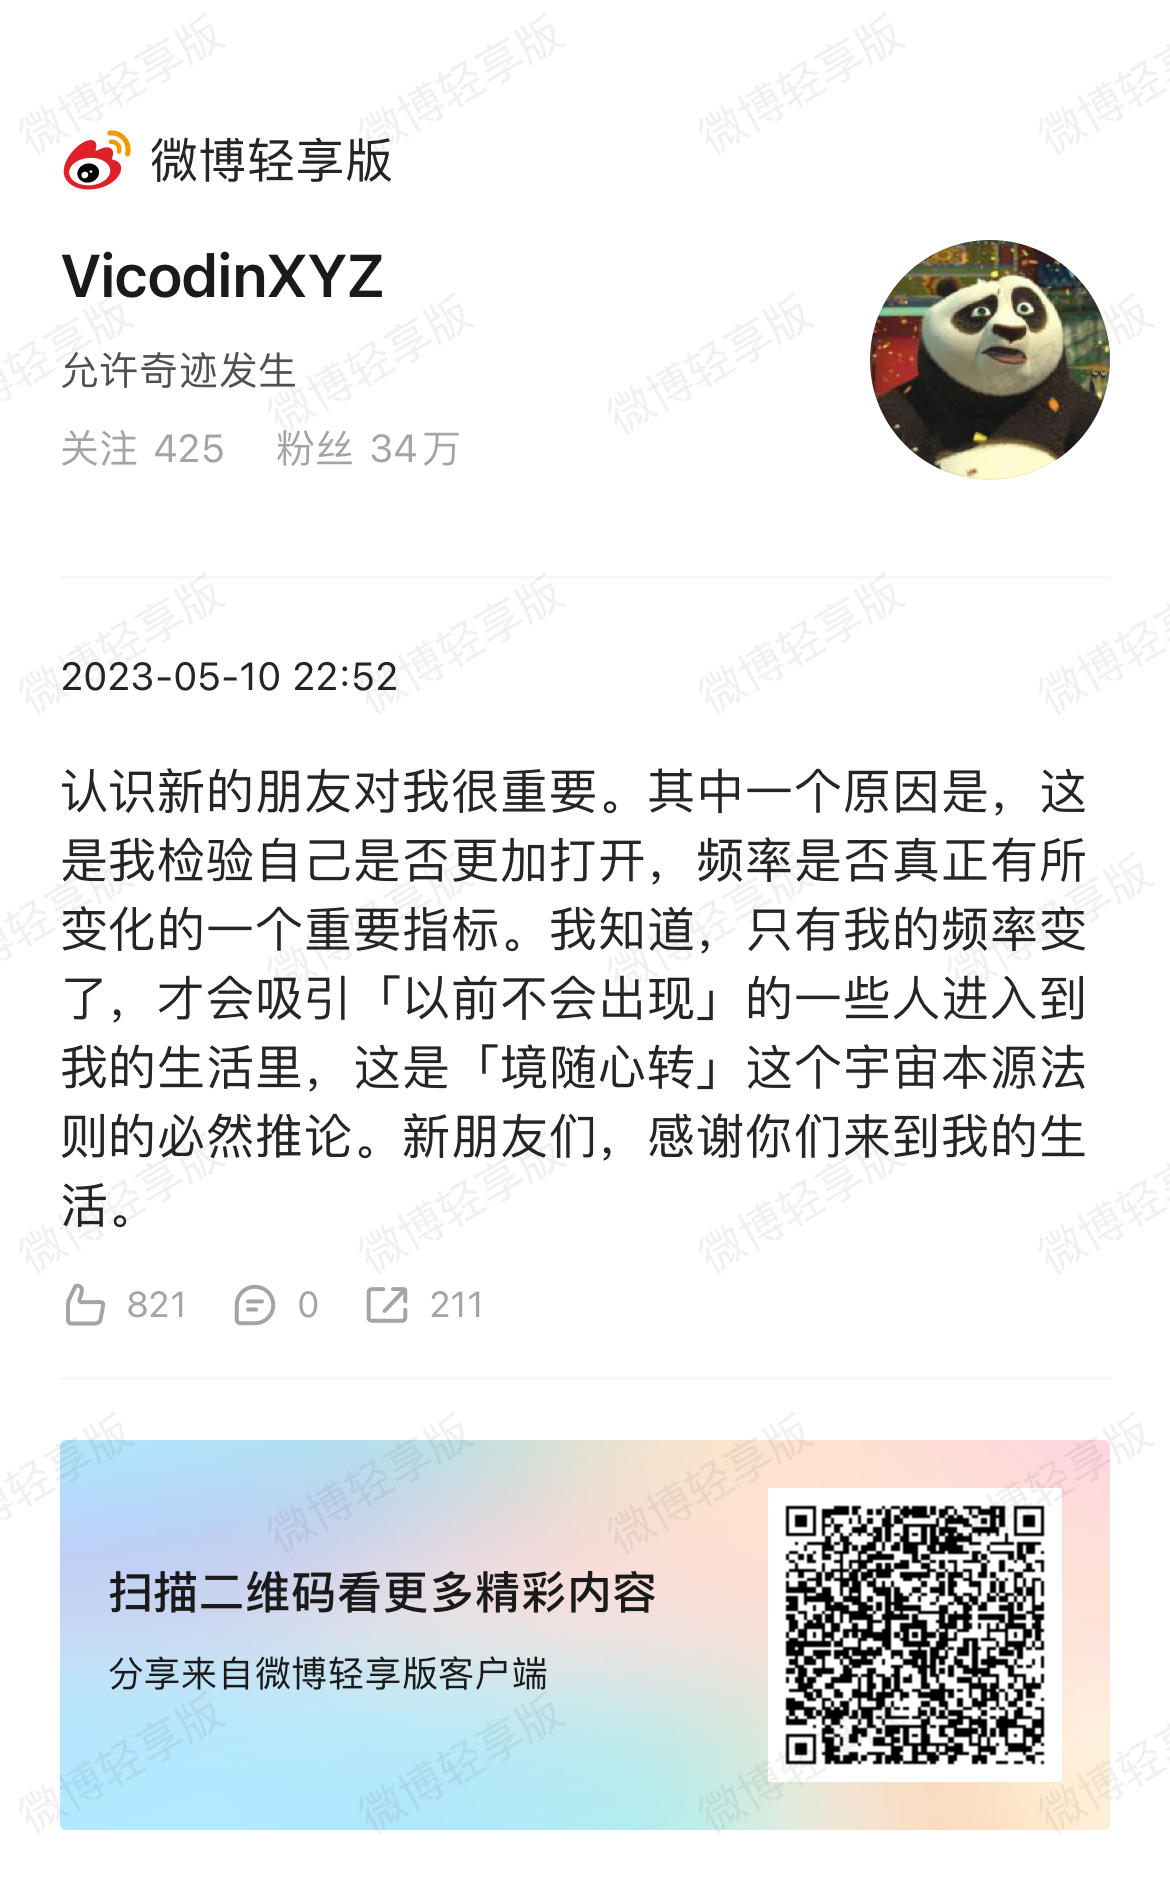 微博轻享版
VicodinXYZ
允许奇迹发生
关注 425 粉丝 34万
2023-05-10 22:52
认识新的朋友对我很重要。其中一个原因是，这
是我检验自己是否更加打开，频率是否真正有所
变化的一个重要指标。我知道，只有我的频率变
了，才会吸引「以前不会出现」的一些人进入到
我的生活里，这是「境随心转」这个宇宙本源法
则的必然推论。新朋友们，感谢你们来到我的生
活。
821 0 211
扫描二维码看更多精彩内容
分享来自微博轻享版客户端